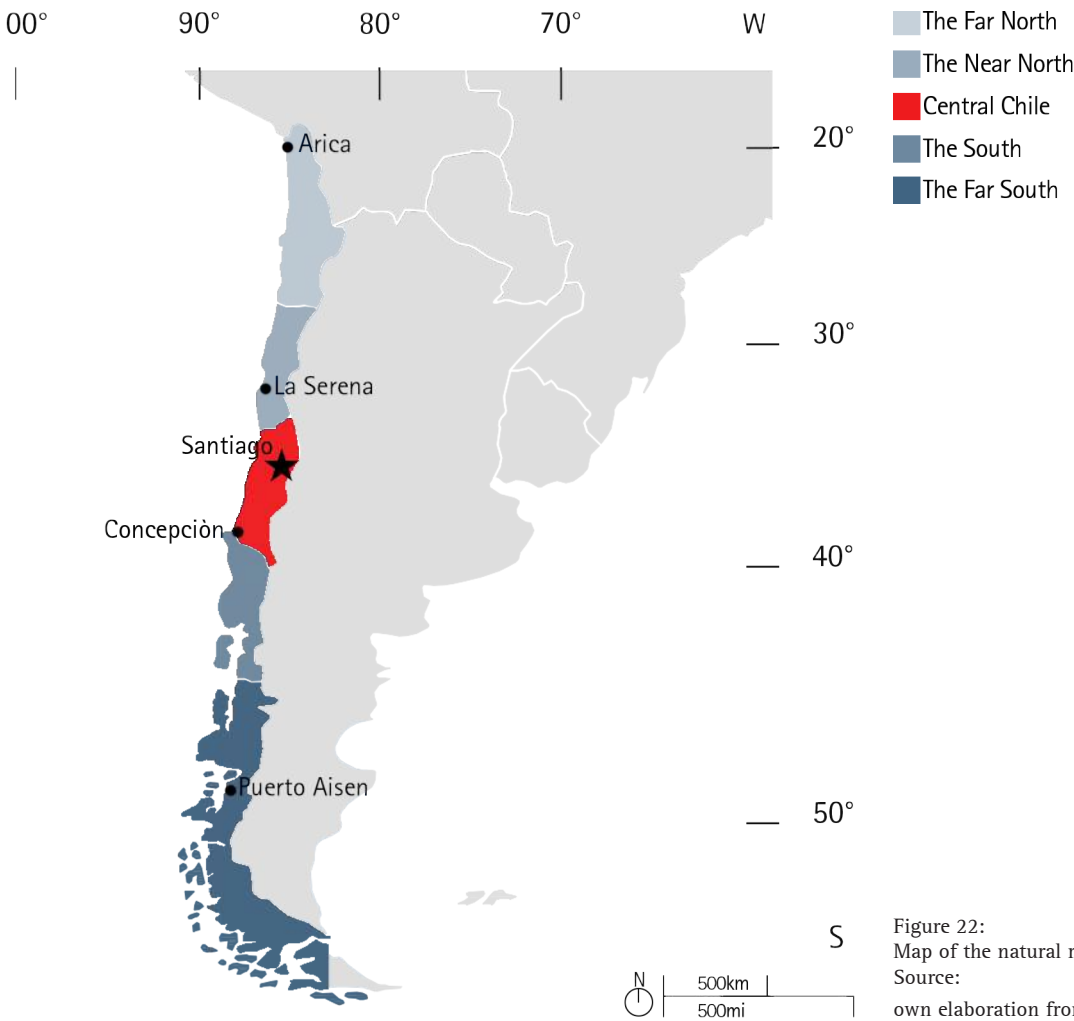 00° 90° 70° W
The Far North
The Near North
Central Chile
The South
The Far South
Arica
20°
30°
La Serena
Santiago
Concepciòn
40°
Puerto Aisen
50°
S
N
500km
500mi
Figure 22:
Map of the natural
Source:
own elaboration from